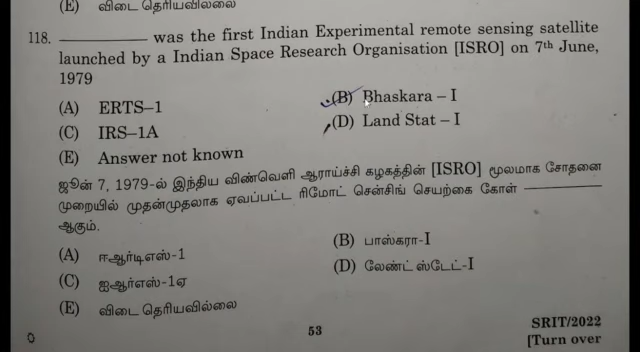 (E) விடை தெரியவில்லை
118. ____________ was the first Indian Experimental remote sensing satellite
launched by a Indian Space Research Organisation [ISRO] on 7th June,
1979
(A) ERTS–1 (B) Bhaskara – I
(C) IRS–1A (D) Land Stat – I
(E) Answer not known
ஜூன் 7, 1979-ல் இந்திய விண்வெளி ஆராய்ச்சி கழகத்தின் [ISRO] மூலமாக சோதனை
முறையில் முதன்முதலாக ஏவப்பட்ட ரிமோட் சென்சிங் செயற்கை கோள் ____________
ஆகும்.
(A) ஈஆர்டிஎஸ்-1 (B) பாஸ்கரா-I
(C) ஐஆர்எஸ்-1ஏ (D) லேண்ட் ஸ்டேட்-I
(E) விடை தெரியவில்லை
53
SRIT/2022
[Turn over